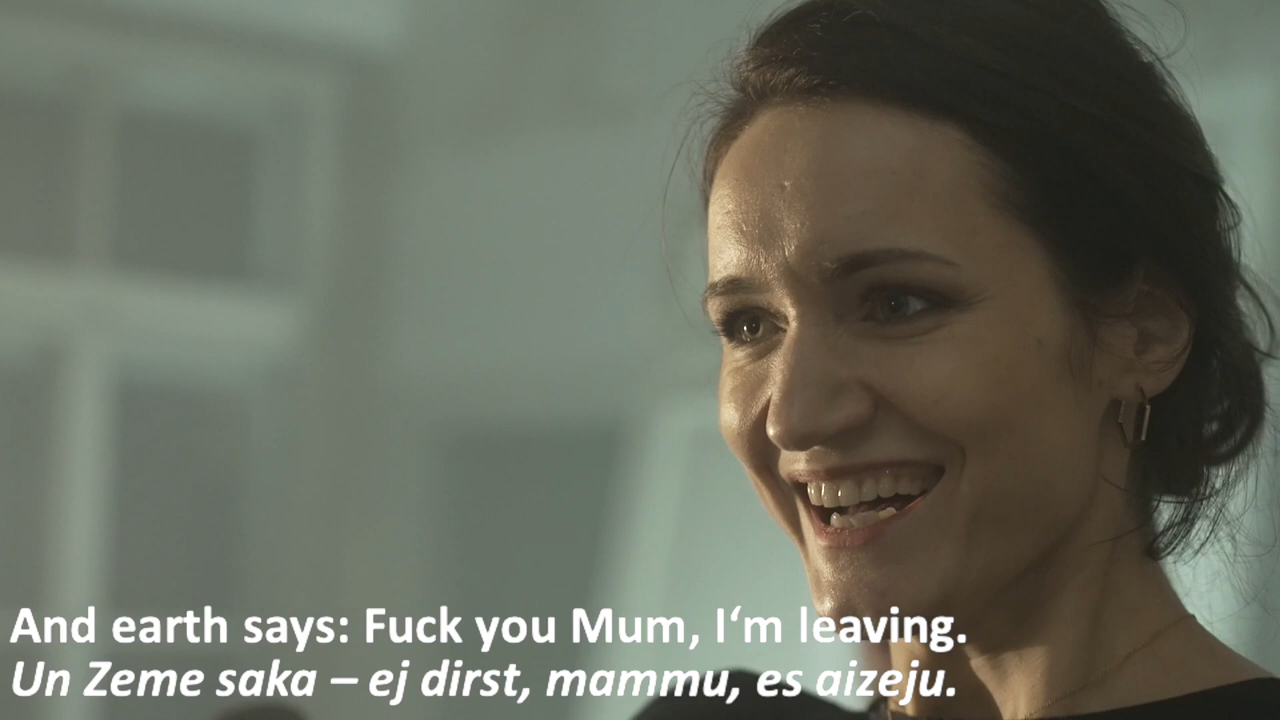 And earth says: Fuck you Mum, I‘m leaving.
Un Zeme saka – ej dirst, mammu, es aizeju.